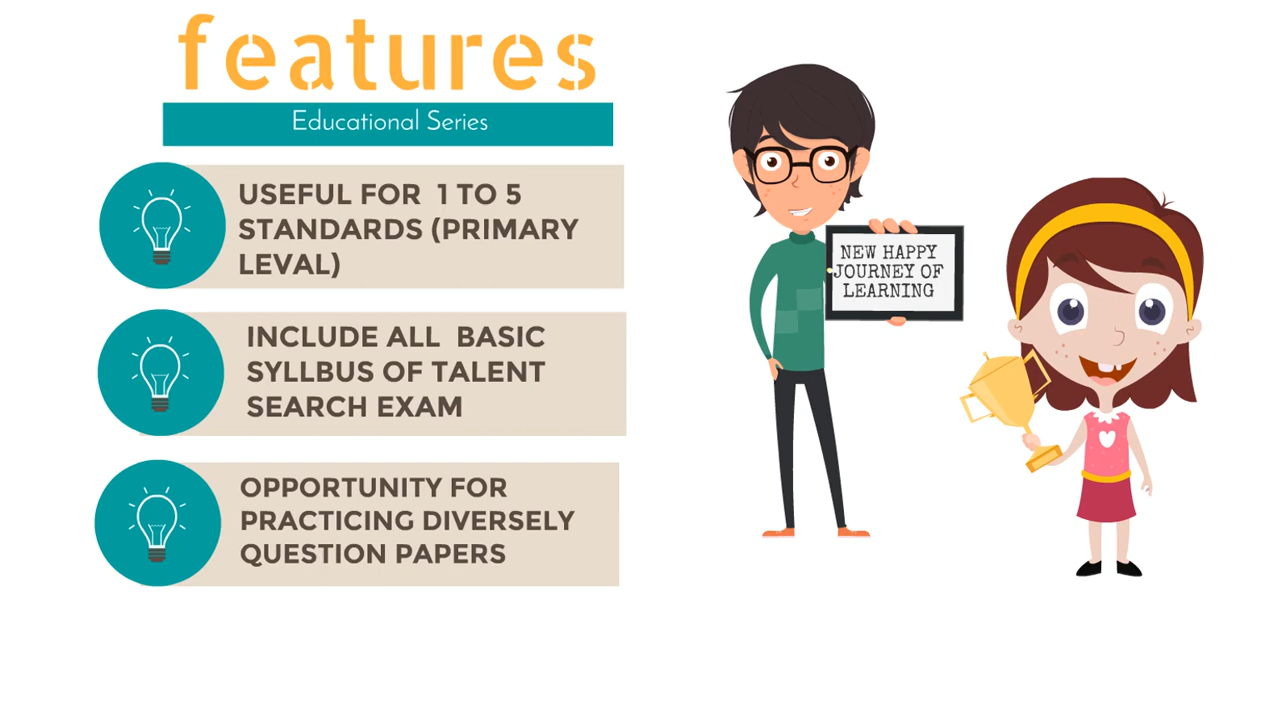 features
Educational Series
USEFUL FOR 1 TO 5
STANDARDS (PRIMARY
LEVAL)
INCLUDE ALL BASIC
SYLLBUS OF TALENT
SEARCH EXAM
OPPORTUNITY FOR
PRACTICING DIVERSELY
QUESTION PAPERS
NEW HAPPY
JOURNEY OF
LEARNING